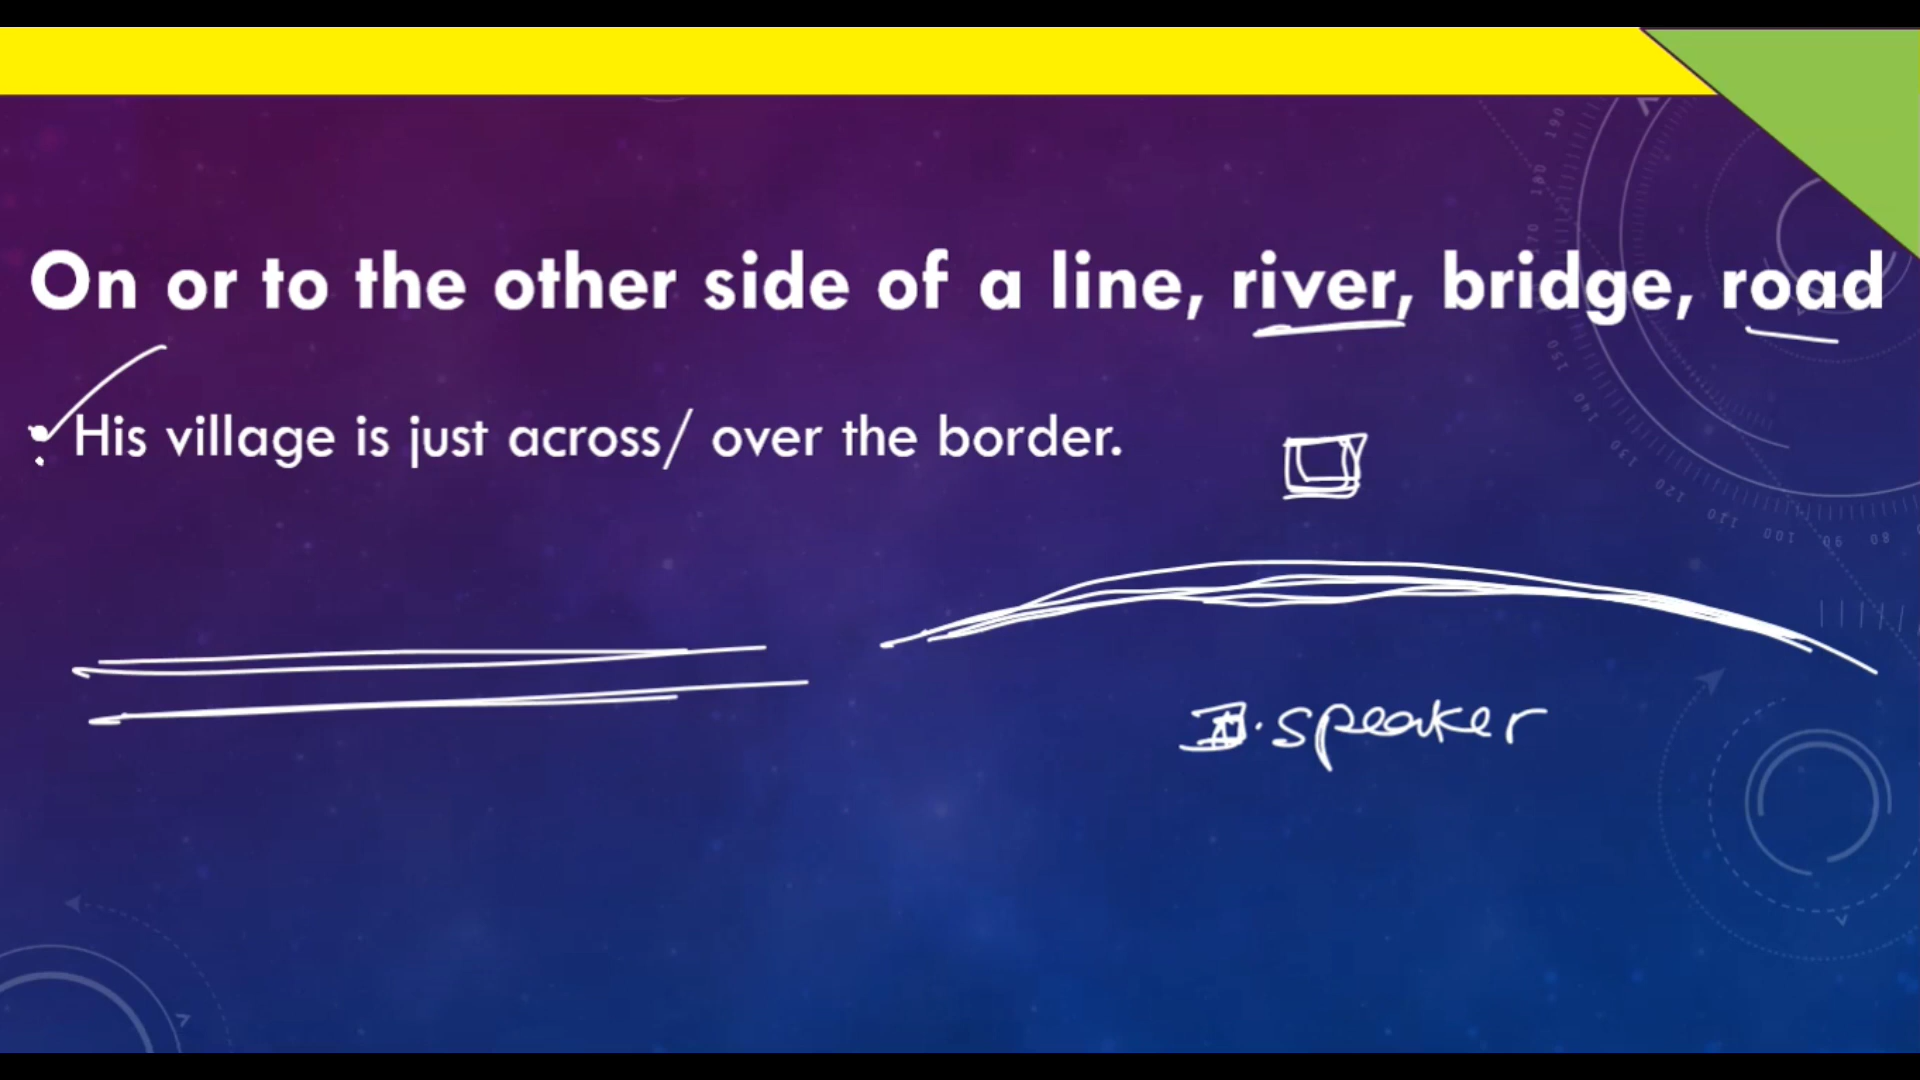 On or to the other side of a line, river, bridge, road
• His village is just across/ over the border.
speaker